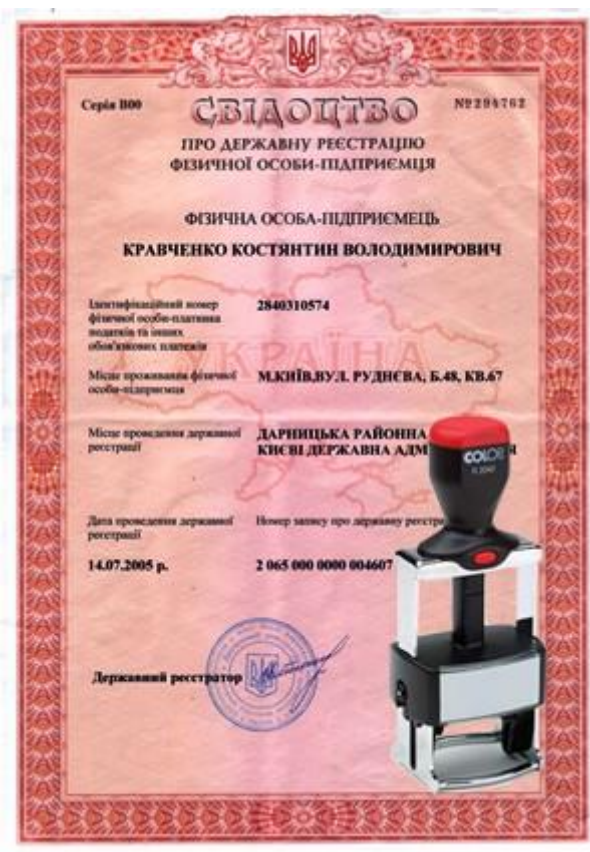 Серія В00
№294762
СВІДОЦТВО
ПРО ДЕРЖАВНУ РЕЄСТРАЦІЮ
ФІЗИЧНОЇ ОСОБИ-ПІДПРИЄМЦЯ
ФІЗИЧНА ОСОБА-ПІДПРИЄМЕЦЬ
КРАВЧЕНКО КОСТЯНТИН ВОЛОДИМИРОВИЧ
Ідентифікаційний номер
фізичної особи-платника
податків та інших
обов'язкових платежів
2840310574
УКРАЇНА
Місце проживання фізичної
особи-підприємця
М.КИЇВ,ВУЛ. РУДНЄВА, Б.48, КВ.67
Місце проведення державної
реєстрації
ДАРНИЦЬКА РАЙОННА
КИЄВІ ДЕРЖАВНА АДМ
COLOP
Дата проведення державної
реєстрації
Номер запису про державну реєстра
14.07.2005 р.
2 065 000 0000 004607
Державний реєстратор